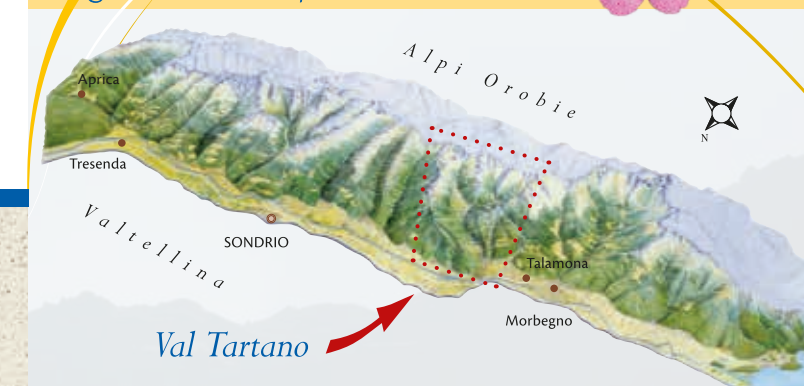 Alpi Orobie
Aprica
N
Tresenda
Valtellina
SONDRIO
Talamona
Morbegno
Val Tartano